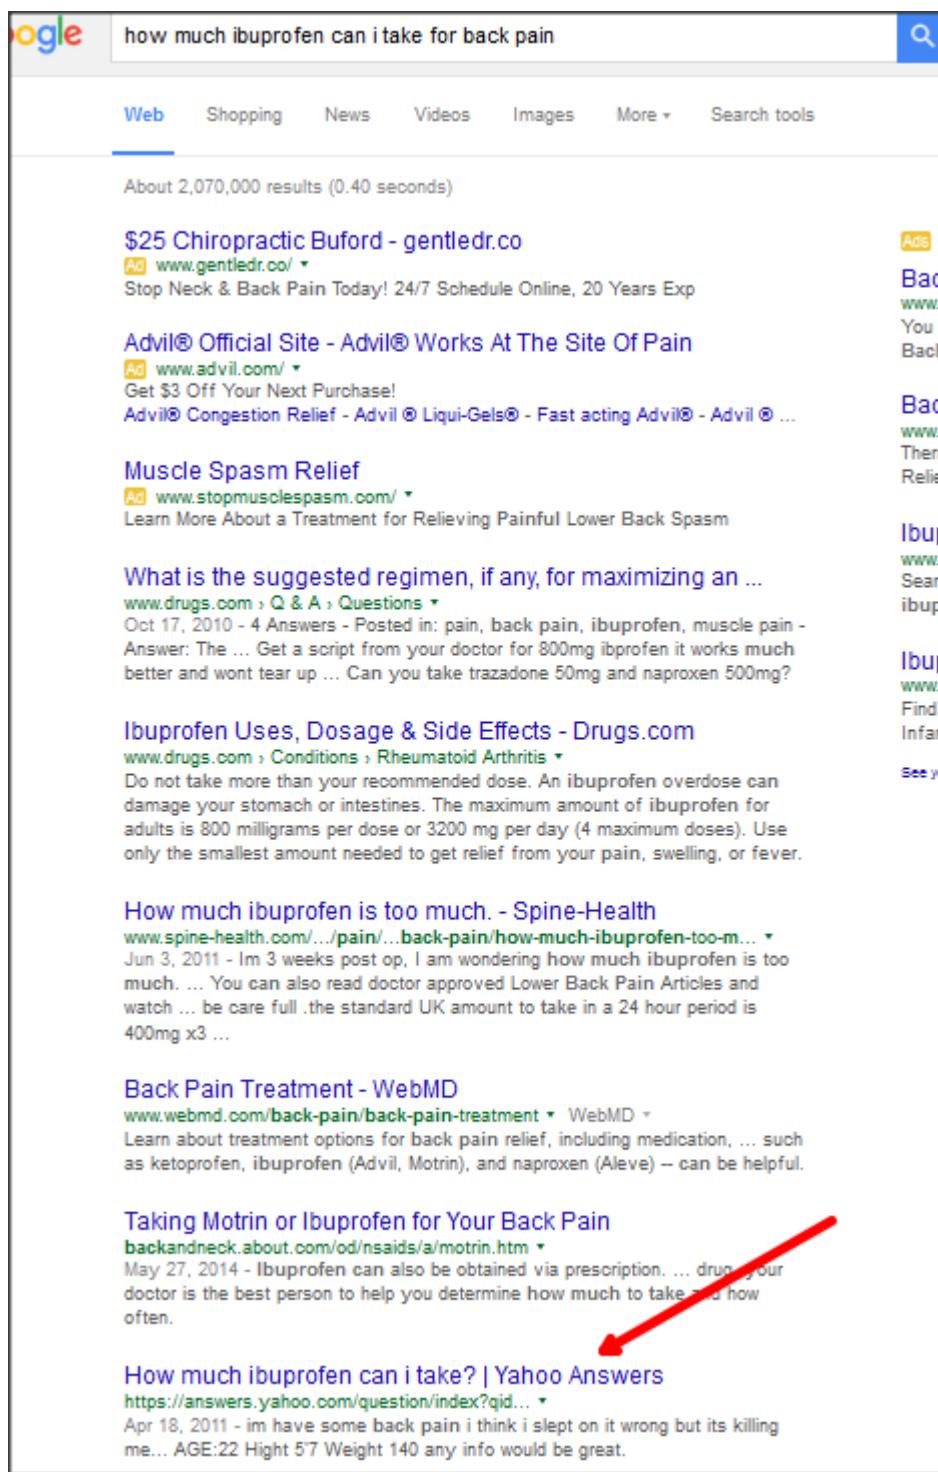 ogle
how much ibuprofen can i take for back pain
Web Shopping News Videos Images More Search tools
About 2,070,000 results (0.40 seconds)
$25 Chiropractic Buford - gentledr.co
Ad www.gentledr.co/
Stop Neck & Back Pain Today! 24/7 Schedule Online, 20 Years Exp
Advil® Official Site - Advil® Works At The Site Of Pain
Ad www.advil.com/
Get $3 Off Your Next Purchase!
Advil® Congestion Relief - Advil ® Liqui-Gels® - Fast acting Advil® - Advil ® ...
Muscle Spasm Relief
Ad www.stopmusclespasm.com/
Learn More About a Treatment for Relieving Painful Lower Back Spasm
What is the suggested regimen, if any, for maximizing an ...
www.drugs.com › Q & A › Questions
Oct 17, 2010 - 4 Answers - Posted in: pain, back pain, ibuprofen, muscle pain -
Answer: The ... Get a script from your doctor for 800mg ibprofen it works much
better and wont tear up ... Can you take trazadone 50mg and naproxen 500mg?
Ibuprofen Uses, Dosage & Side Effects - Drugs.com
www.drugs.com › Conditions › Rheumatoid Arthritis
Do not take more than your recommended dose. An ibuprofen overdose can
damage your stomach or intestines. The maximum amount of ibuprofen for
adults is 800 milligrams per dose or 3200 mg per day (4 maximum doses). Use
only the smallest amount needed to get relief from your pain, swelling, or fever.
How much ibuprofen is too much. - Spine-Health
www.spine-health.com/.../pain/...back-pain/how-much-ibuprofen-too-m...
Jun 3, 2011 - Im 3 weeks post op, I am wondering how much ibuprofen is too
much. ... You can also read doctor approved Lower Back Pain Articles and
watch ... be care full .the standard UK amount to take in a 24 hour period is
400mg x3 ...
Back Pain Treatment - WebMD
www.webmd.com/back-pain/back-pain-treatment WebMD
Learn about treatment options for back pain relief, including medication, ... such
as ketoprofen, ibuprofen (Advil, Motrin), and naproxen (Aleve) -- can be helpful.
Taking Motrin or Ibuprofen for Your Back Pain
backandneck.about.com/od/nsaids/a/motrin.htm
May 27, 2014 - Ibuprofen can also be obtained via prescription. ... drug, your
doctor is the best person to help you determine how much to take and how
often.
How much ibuprofen can i take? | Yahoo Answers
https://answers.yahoo.com/question/index?qid...
Apr 18, 2011 - im have some back pain i think i slept on it wrong but its killing
me... AGE:22 Hight 5'7 Weight 140 any info would be great.
Ads
Bac
www.
You
Back
Bac
www.
Ther
Relie
Ibup
www.
Sear
ibup
Ibup
www.
Find
Infan
See y